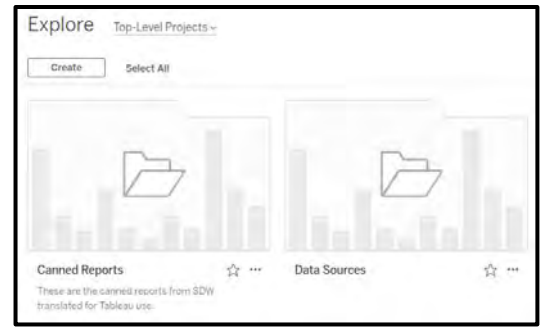 Explore Top-Level Projects
Create Select All
Canned Reports
These are the canned reports from SDW
translated for Tableau use.
Data Sources